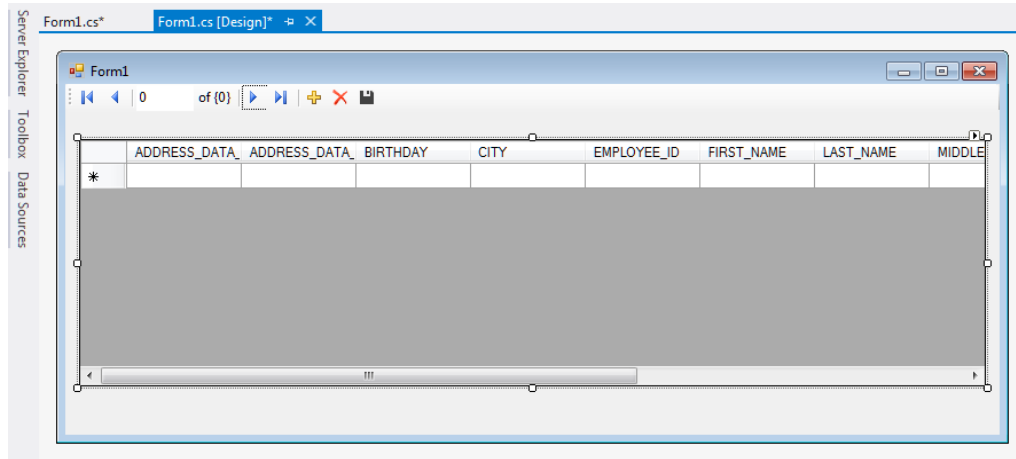 Server Explorer
Toolbox
Data Sources
Form1.cs*
Form1.cs [Design]*
Form1
0 of {0}
ADDRESS_DATA_ ADDRESS_DATA_ BIRTHDAY CITY EMPLOYEE_ID FIRST_NAME LAST_NAME MIDDLE